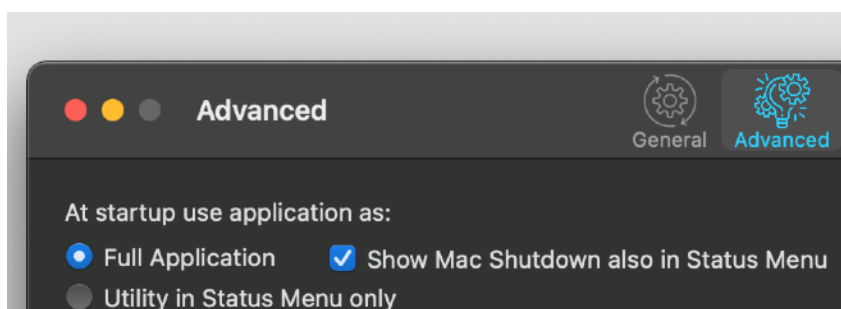 Advanced
General
Advanced
At startup use application as:
Full Application
Show Mac Shutdown also in Status Menu
Utility in Status Menu only